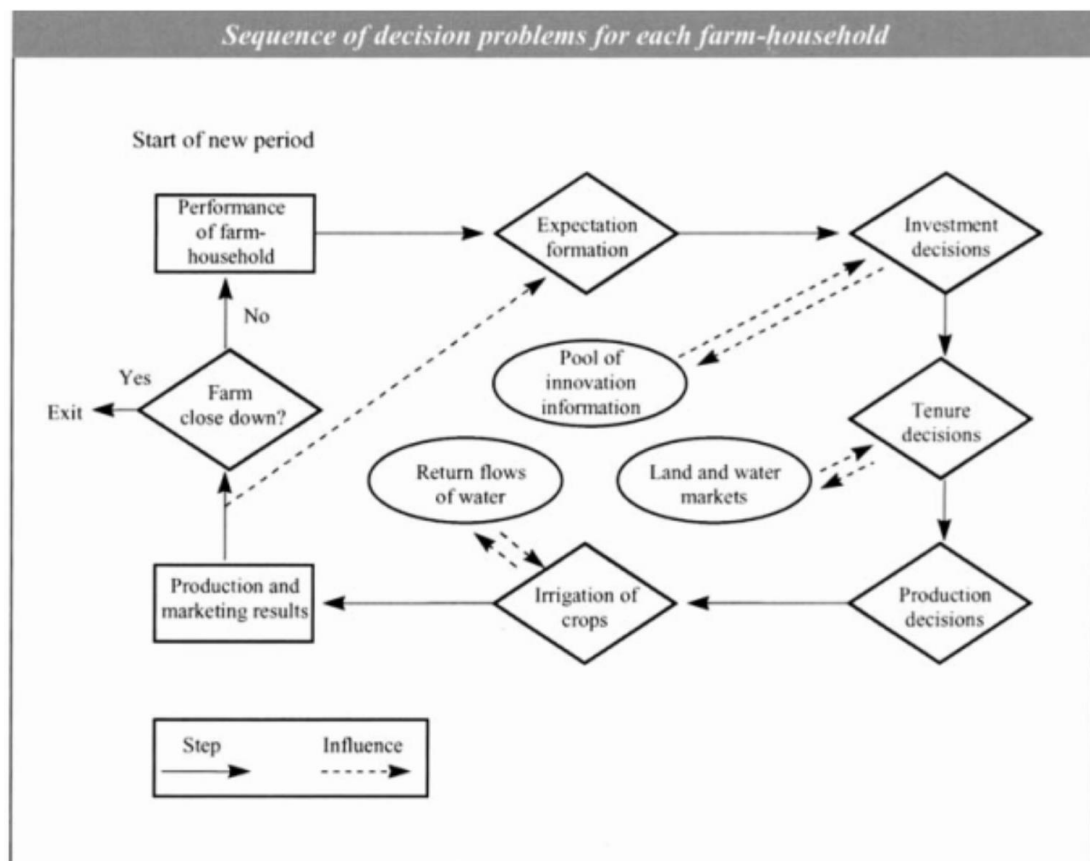 Sequence of decision problems for each farm-household
Start of new period
Performance
of farm-
household
Expectation
formation
Investment
decisions
No
Pool of
innovation
information
Yes
Farm
close down?
Exit
Tenure
decisions
Return flows
of water
Land and water
markets
Production and
marketing results
Irrigation of
crops
Production
decisions
Step
Influence